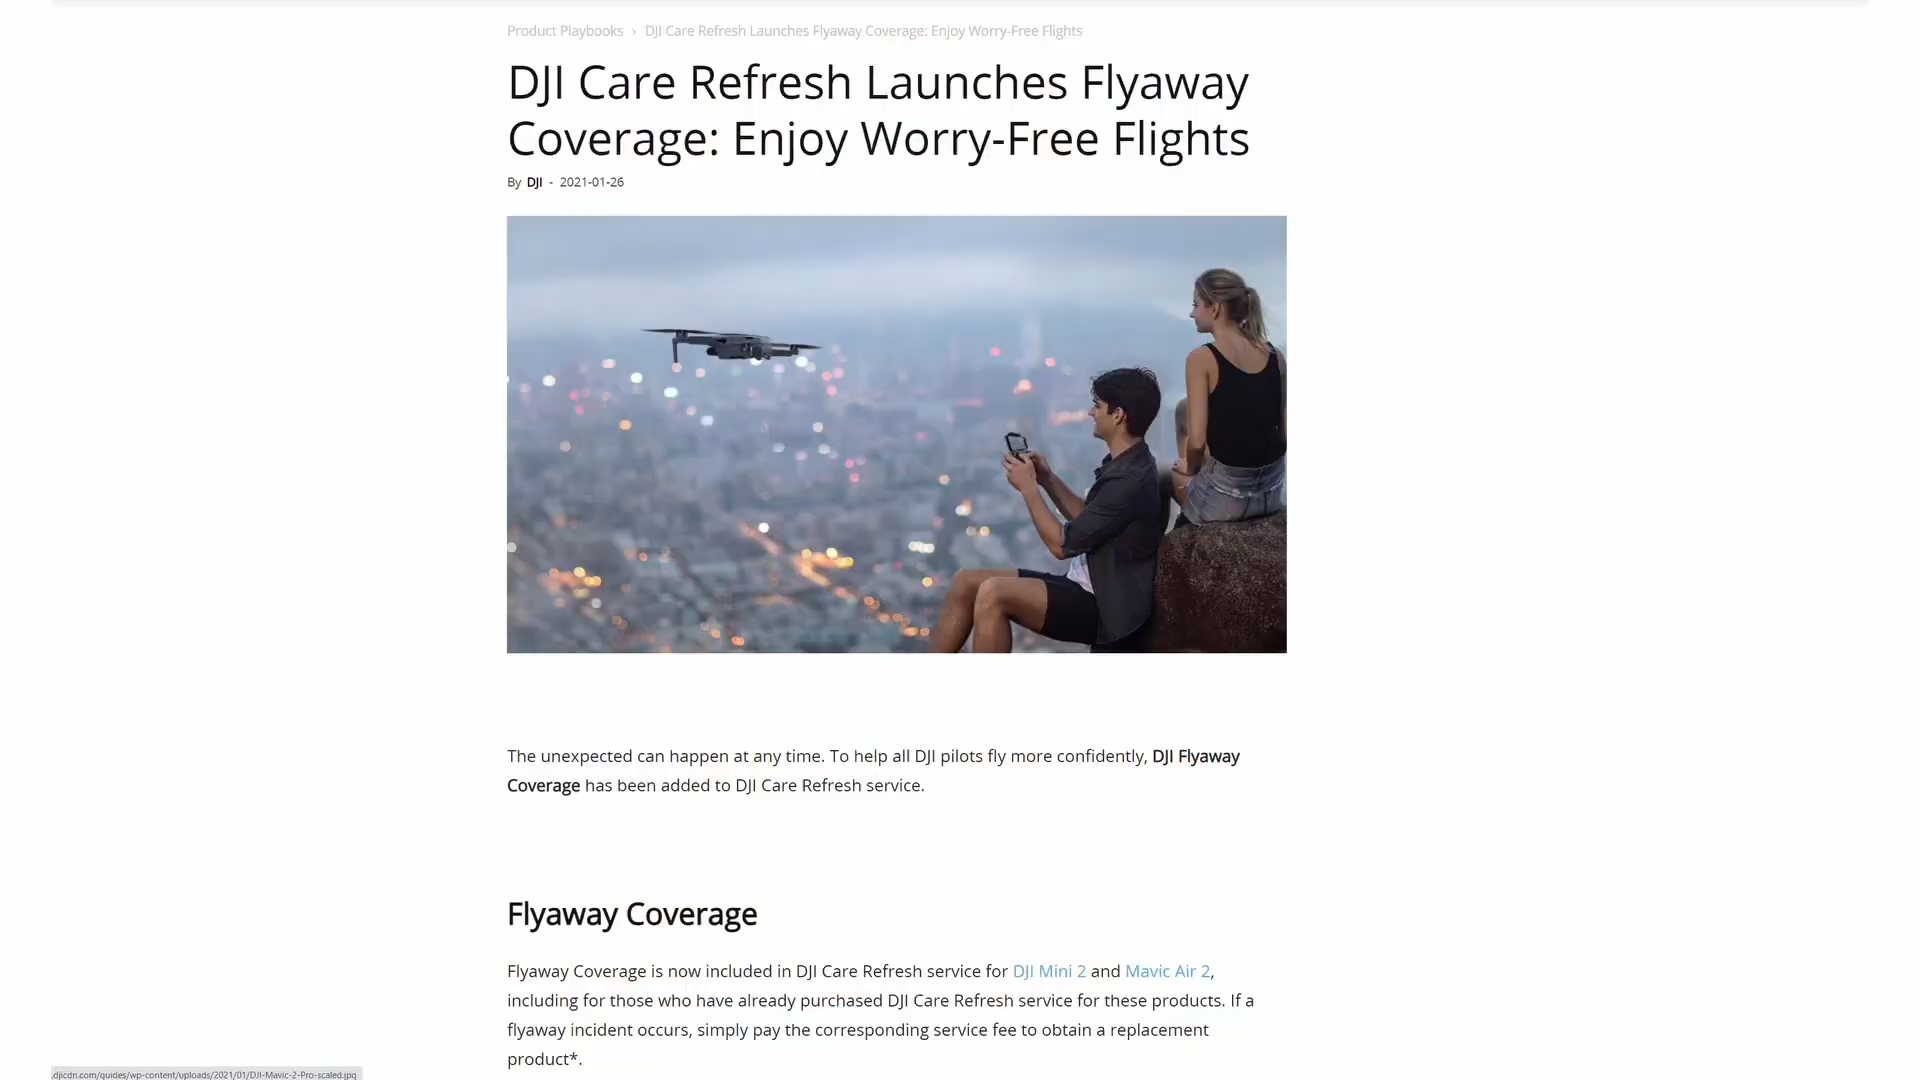 Product Playbooks › DJI Care Refresh Launches Flyaway Coverage: Enjoy Worry-Free Flights
DJI Care Refresh Launches Flyaway
Coverage: Enjoy Worry-Free Flights
By DJI - 2021-01-26
The unexpected can happen at any time. To help all DJI pilots fly more confidently, DJI Flyaway
Coverage has been added to DJI Care Refresh service.
Flyaway Coverage
Flyaway Coverage is now included in DJI Care Refresh service for DJI Mini 2 and Mavic Air 2,
including for those who have already purchased DJI Care Refresh service for these products. If a
flyaway incident occurs, simply pay the corresponding service fee to obtain a replacement
product*.
.djicdn.com/guides/wp-content/uploads/2021/01/DJI-Mavic-2-Pro-scaled.jpg